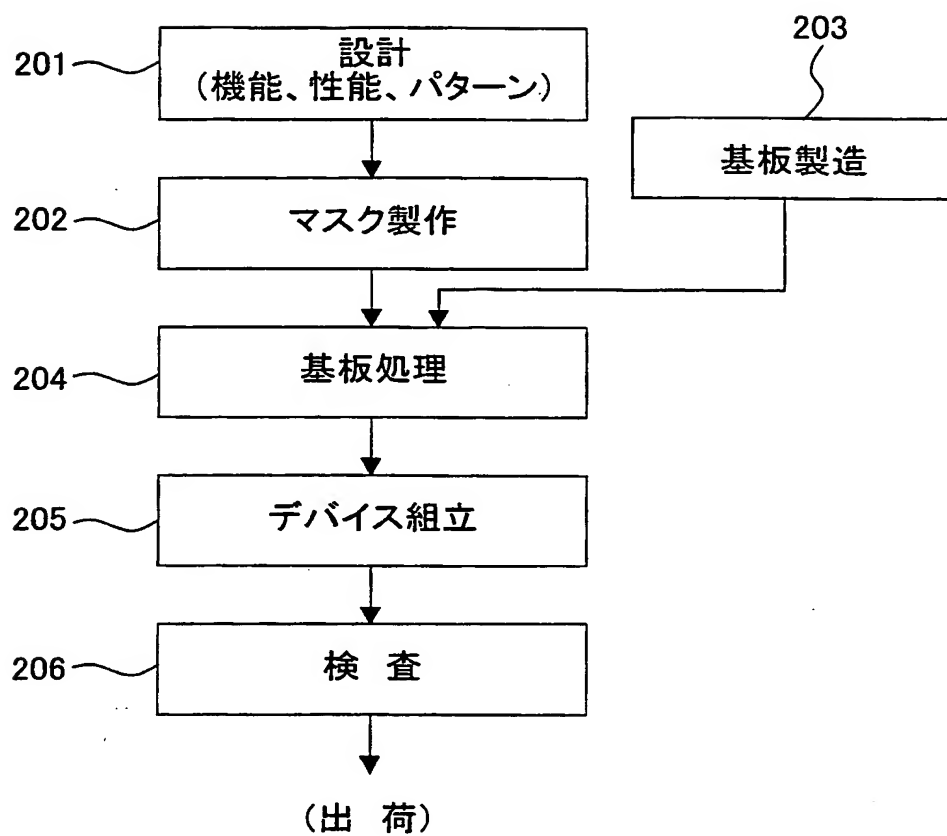 201
設計
(機能、性能、パターン)
203
基板製造
202
マスク製作
204
基板処理
205
デバイス組立
206
検 査
(出 荷)